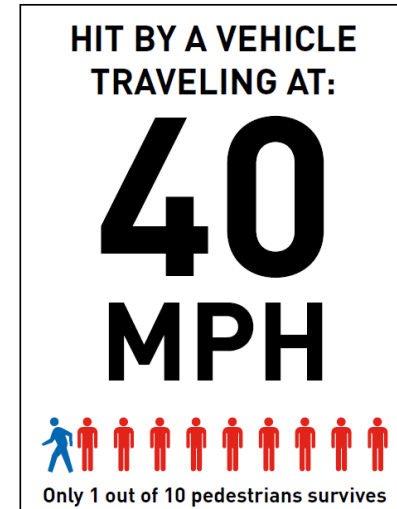 HIT BY A VEHICLE
TRAVELING AT:
40
MPH
Only 1 out of 10 pedestrians survives